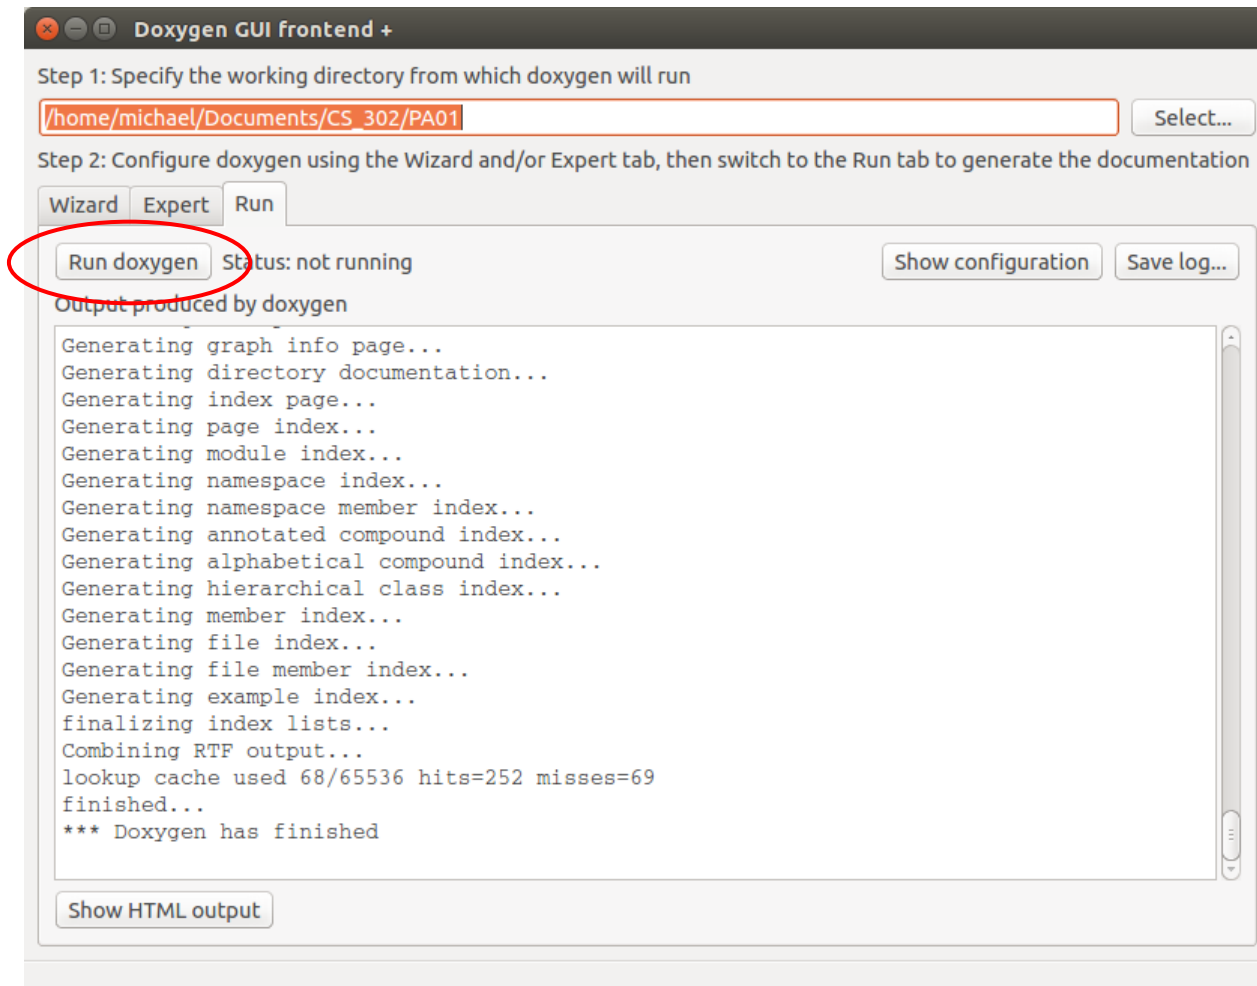 Doxygen GUI frontend +
Step 1: Specify the working directory from which doxygen will run
/home/michael/Documents/CS_302/PA01
Select...
Step 2: Configure doxygen using the Wizard and/or Expert tab, then switch to the Run tab to generate the documentation
Wizard Expert Run
Run doxygen Status: not running Show configuration Save log...
Output produced by doxygen
Generating graph info page...
Generating directory documentation...
Generating index page...
Generating page index...
Generating module index...
Generating namespace index...
Generating namespace member index...
Generating annotated compound index...
Generating alphabetical compound index...
Generating hierarchical class index...
Generating member index...
Generating file index...
Generating file member index...
Generating example index...
finalizing index lists...
Combining RTF output...
lookup cache used 68/65536 hits=252 misses=69
finished...
*** Doxygen has finished
Show HTML output